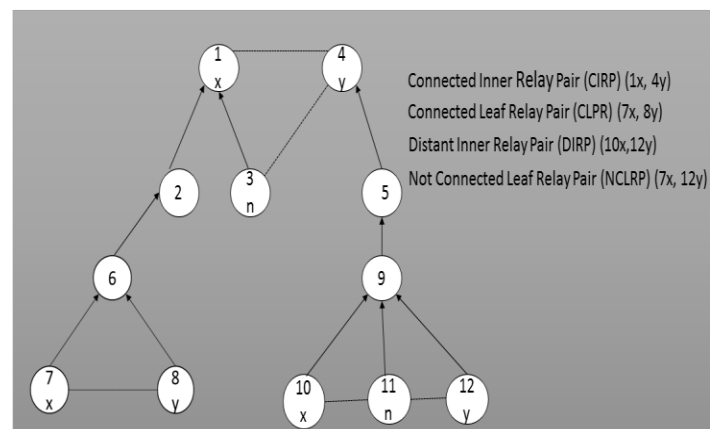 1
x
4
y
Connected Inner Relay Pair (CIRP) (1x, 4y)
Connected Leaf Relay Pair (CLPR) (7x, 8y)
Distant Inner Relay Pair (DIRP) (10x,12y)
Not Connected Leaf Relay Pair (NCLRP) (7x, 12y)
2
3
n
5
6
9
7
x
8
y
10
x
11
n
12
y